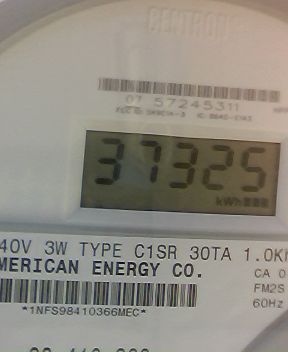 CENTRON
07 57245311
37325
kWh
40V 3W TYPE C1SR 30TA 1.0K
MERICAN ENERGY CO.
CA 0
FM2S
60Hz
*1NFS98410366MEC*